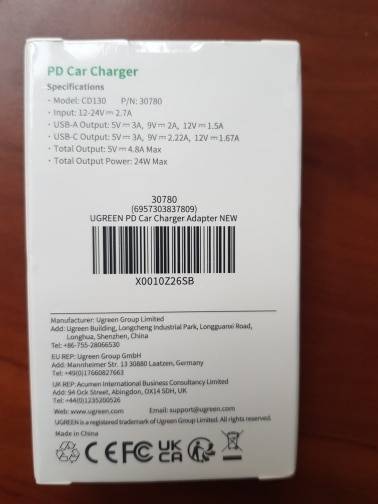 PD Car Charger
Specifications
· Model: CD130 P/N: 30780
· Input: 12-24V⎓2.7A
· USB-A Output: 5V⎓3A, 9V⎓2A, 12V⎓1.5A
· USB-C Output: 5V⎓3A, 9V⎓2.22A, 12V⎓1.67A
· Total Output: 5V⎓4.8A Max
· Total Output Power: 24W Max
30780
(6957303837809)
UGREEN PD Car Charger Adapter NEW
X0010Z26SB
Manufacturer: Ugreen Group Limited
Add: Ugreen Building, Longcheng Industrial Park, Longguanxi Road,
Longhua, Shenzhen, China
Tel: +86-755-28066530
EU REP: Ugreen Group GmbH
Add: Mannheimer Str. 13 30880 Laatzen, Germany
Tel: +49(0)17660827663
UK REP: Acumen International Business Consultancy Limited
Add: 94 Ock Street, Abingdon, OX14 5DH, UK
Tel: +44(0)1235200526
Web: www.ugreen.com Email: support@ugreen.com
UGREEN is a registered trademark of Ugreen Group Limited. All rights reserved.
Made in China
CE FC UK
CA